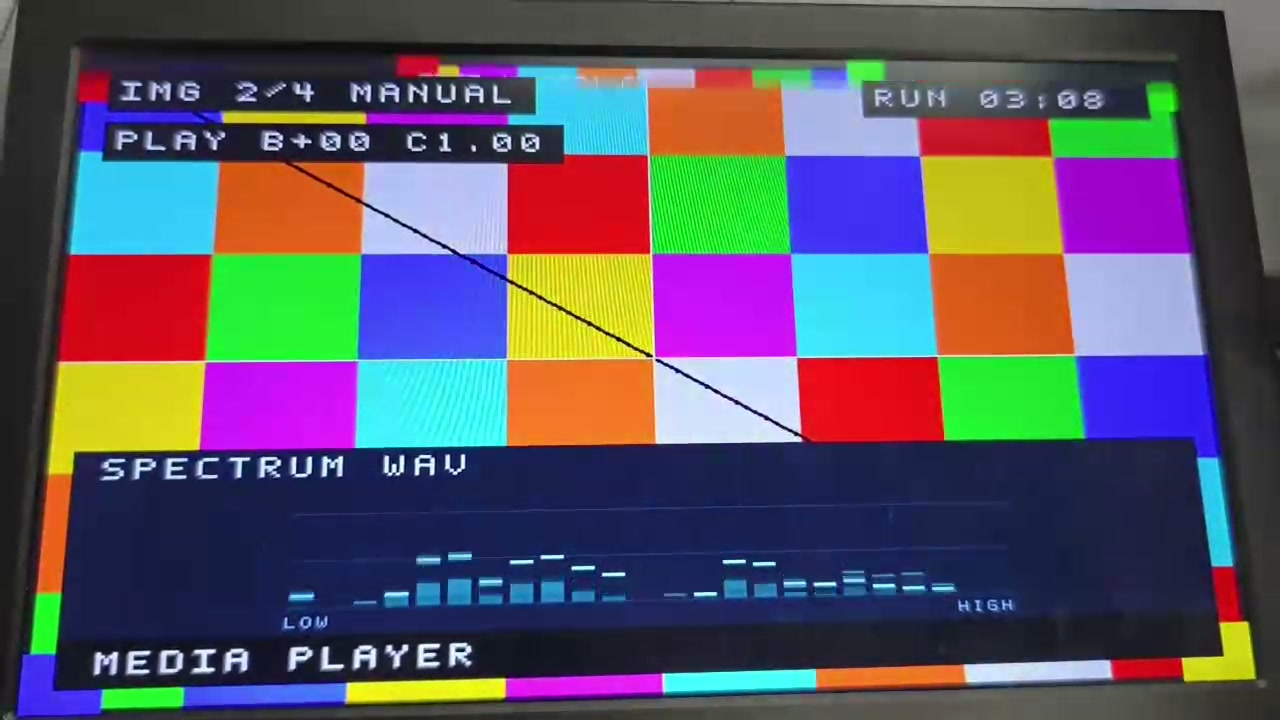 IMG 2/4 MANUAL
RUN 03:08
PLAY B+00 C1.00
SPECTRUM WAV
LOW
HIGH
MEDIA PLAYER